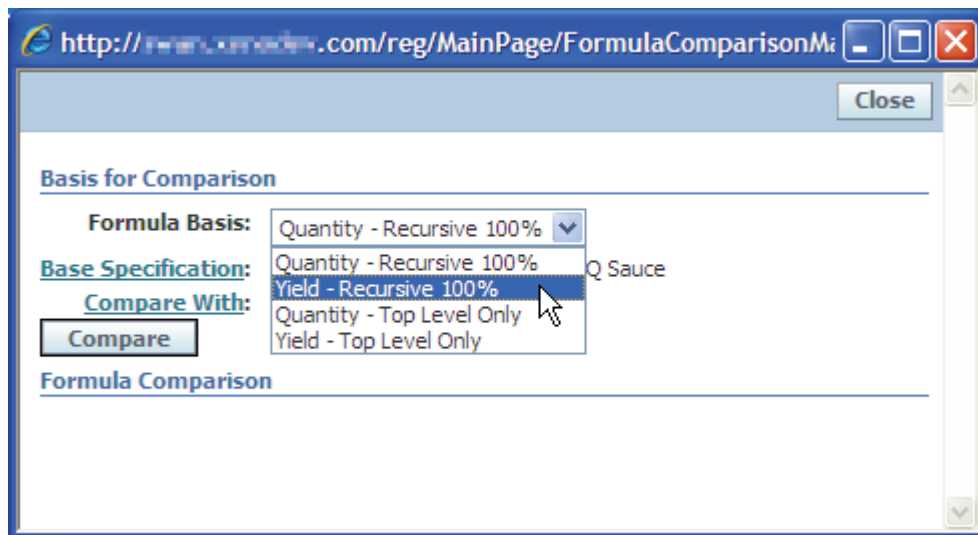 http:// .com/reg/MainPage/FormulaComparisonMa
Close
Basis for Comparison
Formula Basis: Quantity - Recursive 100%
Quantity - Recursive 100%
Base Specification: Q Sauce
Yield - Recursive 100%
Compare With:
Quantity - Top Level Only
Compare
Yield - Top Level Only
Formula Comparison